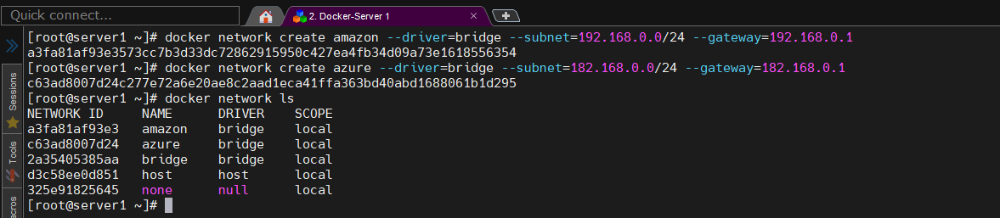 Quick connect...
2. Docker-Server 1
[root@server1 ~]# docker network create amazon --driver=bridge --subnet=192.168.0.0/24 --gateway=192.168.0.1
a3fa81af93e3573cc7b3d33dc72862915950c427ea4fb34d09a73e1618556354
[root@server1 ~]# docker network create azure --driver=bridge --subnet=182.168.0.0/24 --gateway=182.168.0.1
c63ad8007d24c277e72a6e20ae8c2aad1eca41ffa363bd40abd1688061b1d295
[root@server1 ~]# docker network ls
NETWORK ID     NAME      DRIVER    SCOPE
a3fa81af93e3   amazon    bridge    local
c63ad8007d24   azure     bridge    local
2a35405385aa   bridge    bridge    local
d3c58ee0d851   host      host      local
325e91825645   none      null      local
[root@server1 ~]#
Sessions
Tools
acros